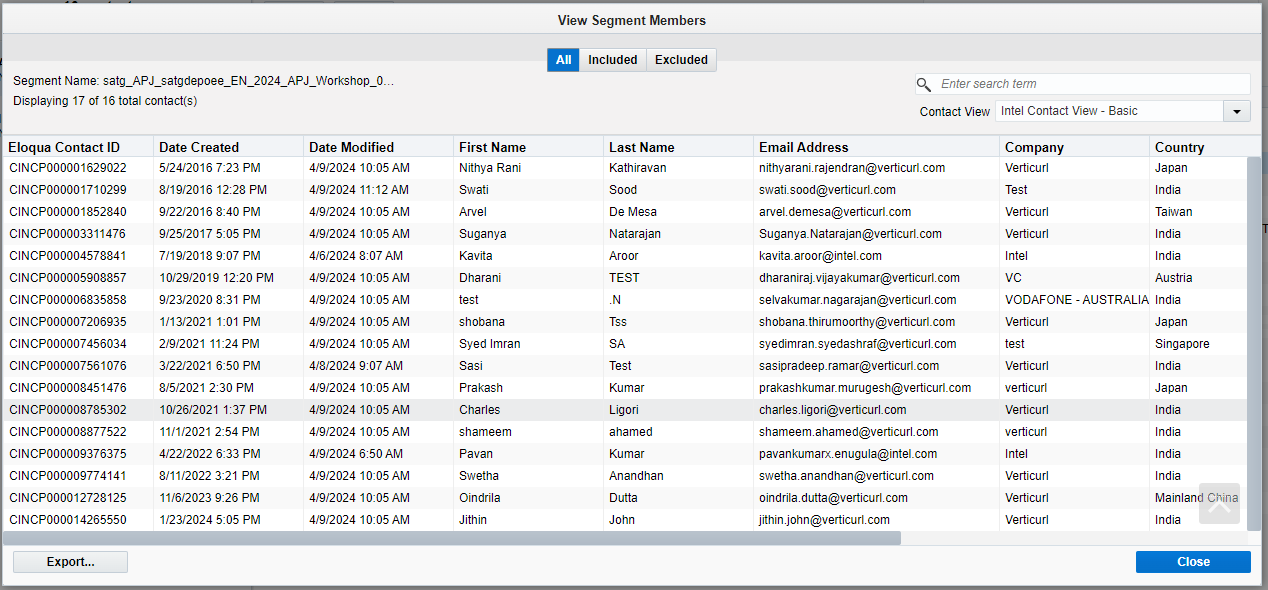 View Segment Members
All Included Excluded
Segment Name: satg_APJ_satgdepoee_EN_2024_APJ_Workshop_0...
Enter search term
Displaying 17 of 16 total contact(s)
Contact View Intel Contact View - Basic
Eloqua Contact ID Date Created Date Modified First Name Last Name Email Address Company Country
CINCP000001629022 5/24/2016 7:23 PM 4/9/2024 10:05 AM Nithya Rani Kathiravan nithyarani.rajendran@verticurl.com Verticurl Japan
CINCP000001710299 8/19/2016 12:28 PM 4/9/2024 11:12 AM Swati Sood swati.sood@verticurl.com Test India
CINCP000001852840 9/22/2016 8:40 PM 4/9/2024 10:05 AM Arvel De Mesa arvel.demesa@verticurl.com Verticurl Taiwan
CINCP000003311476 9/25/2017 5:05 PM 4/9/2024 10:05 AM Suganya Natarajan Suganya.Natarajan@verticurl.com Verticurl India
CINCP000004578841 7/19/2018 9:07 PM 4/6/2024 8:07 AM Kavita Aroor kavita.aroor@intel.com Intel India
CINCP000005908857 10/29/2019 12:20 PM 4/9/2024 10:05 AM Dharani TEST dharaniraj.vijayakumar@verticurl.com VC Austria
CINCP000006835858 9/23/2020 8:31 PM 4/9/2024 10:05 AM test .N selvakumar.nagarajan@verticurl.com VODAFONE - AUSTRALIA India
CINCP000007206935 1/13/2021 1:01 PM 4/9/2024 10:05 AM shobana Tss shobana.thirumoorthy@verticurl.com Verticurl Japan
CINCP000007456034 2/9/2021 11:24 PM 4/9/2024 10:05 AM Syed Imran SA syedimran.syedashraf@verticurl.com test Singapore
CINCP000007561076 3/22/2021 6:50 PM 4/8/2024 9:07 AM Sasi Test sasipradeep.ramar@verticurl.com Verticurl India
CINCP000008451476 8/5/2021 2:30 PM 4/9/2024 10:05 AM Prakash Kumar prakashkumar.murugesh@verticurl.com verticurl Japan
CINCP000008785302 10/26/2021 1:37 PM 4/9/2024 10:05 AM Charles Ligori charles.ligori@verticurl.com Verticurl India
CINCP000008877522 11/1/2021 2:54 PM 4/9/2024 10:05 AM shameem ahamed shameem.ahamed@verticurl.com verticurl India
CINCP000009376375 4/22/2022 6:33 PM 4/9/2024 6:50 AM Pavan Kumar pavankumarx.enugula@intel.com Intel India
CINCP000009774141 8/11/2022 3:21 PM 4/9/2024 10:05 AM Swetha Anandhan swetha.anandhan@verticurl.com Verticurl India
CINCP000012728125 11/6/2023 9:26 PM 4/9/2024 10:05 AM Oindrila Dutta oindrila.dutta@verticurl.com Verticurl Mainland China
CINCP000014265550 1/23/2024 5:05 PM 4/9/2024 10:05 AM Jithin John jithin.john@verticurl.com Verticurl India
Export... Close